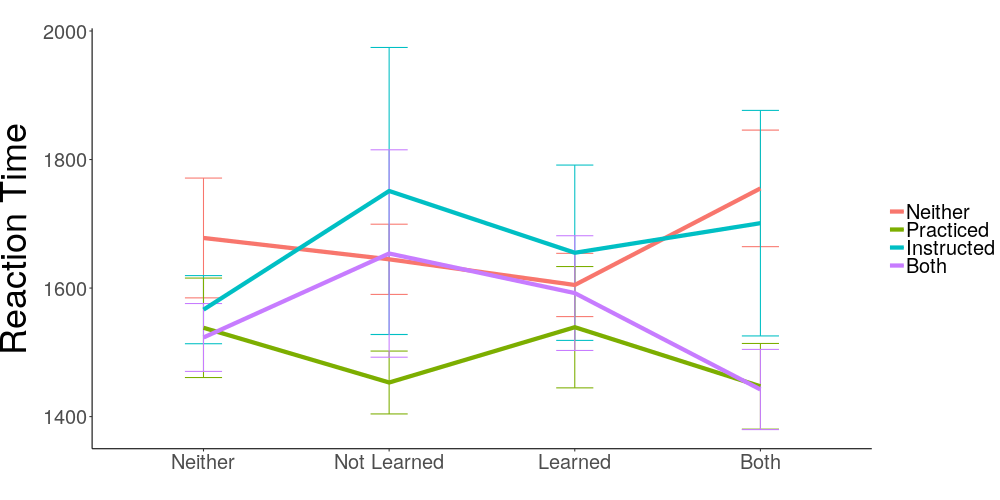 Reaction Time
2000
1800
1600
1400
Neither
Not Learned
Learned
Both
Neither
Practiced
Instructed
Both